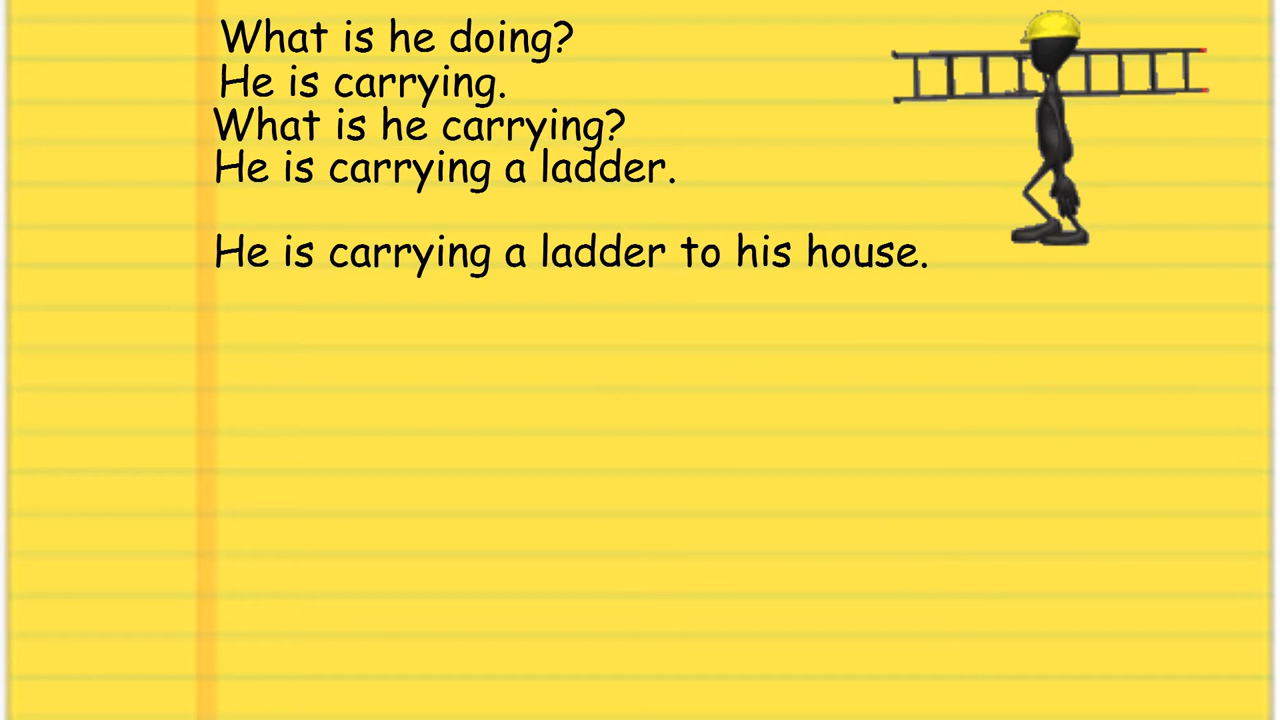 What is he doing?
He is carrying.
What is he carrying?
He is carrying a ladder.
He is carrying a ladder to his house.